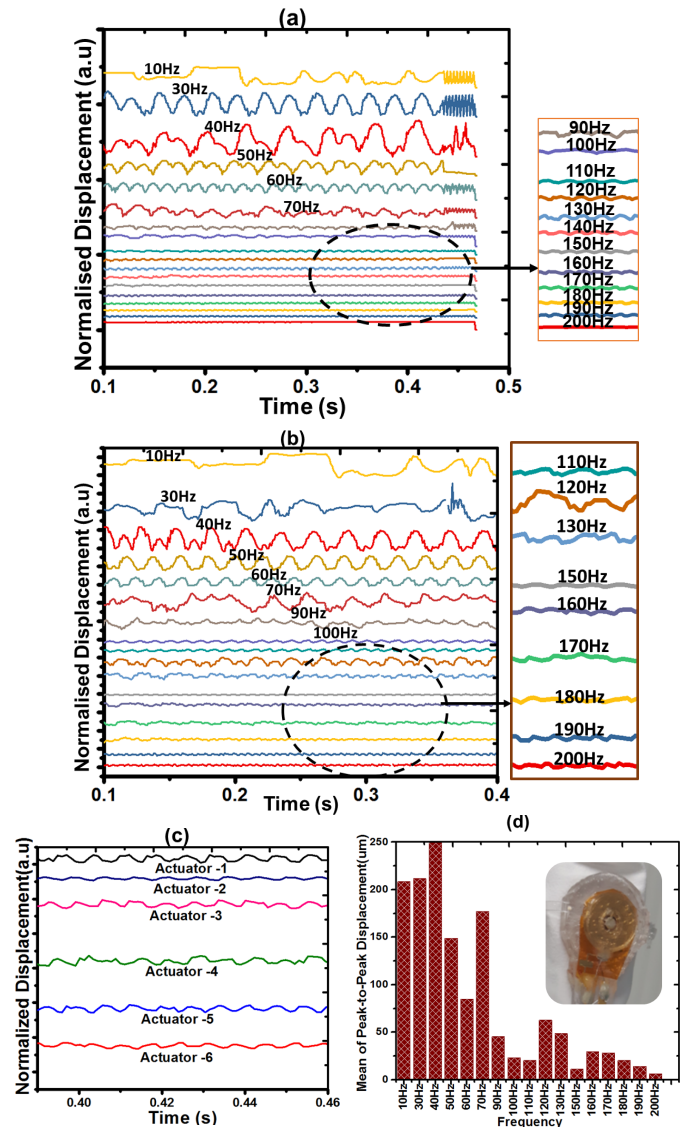 (a)
Normalised Displacement (a.u)
10Hz
30Hz
40Hz
50Hz
60Hz
70Hz
0.1
0.2
0.3
0.4
0.5
Time (s)
90Hz
100Hz
110Hz
120Hz
130Hz
140Hz
150Hz
160Hz
170Hz
180Hz
190Hz
200Hz
(b)
Normalized Displacement(a.u)
10Hz
30Hz
40Hz
50Hz
60Hz
70Hz
90Hz
100Hz
0.1
0.2
0.3
0.4
Time (s)
110Hz
120Hz
130Hz
150Hz
160Hz
170Hz
180Hz
190Hz
200Hz
(c)
Normalized Displacement(a.u)
Actuator -1
Actuator -2
Actuator -3
Actuator -4
Actuator -5
Actuator -6
0.40
0.42
0.44
0.46
Time (s)
(d)
Mean of Peak-to-Peak Displacement(um)
250
200
150
100
50
0
10Hz
30Hz
40Hz
50Hz
60Hz
70Hz
90Hz
100Hz
110Hz
120Hz
130Hz
150Hz
160Hz
170Hz
180Hz
190Hz
200Hz
Frequency